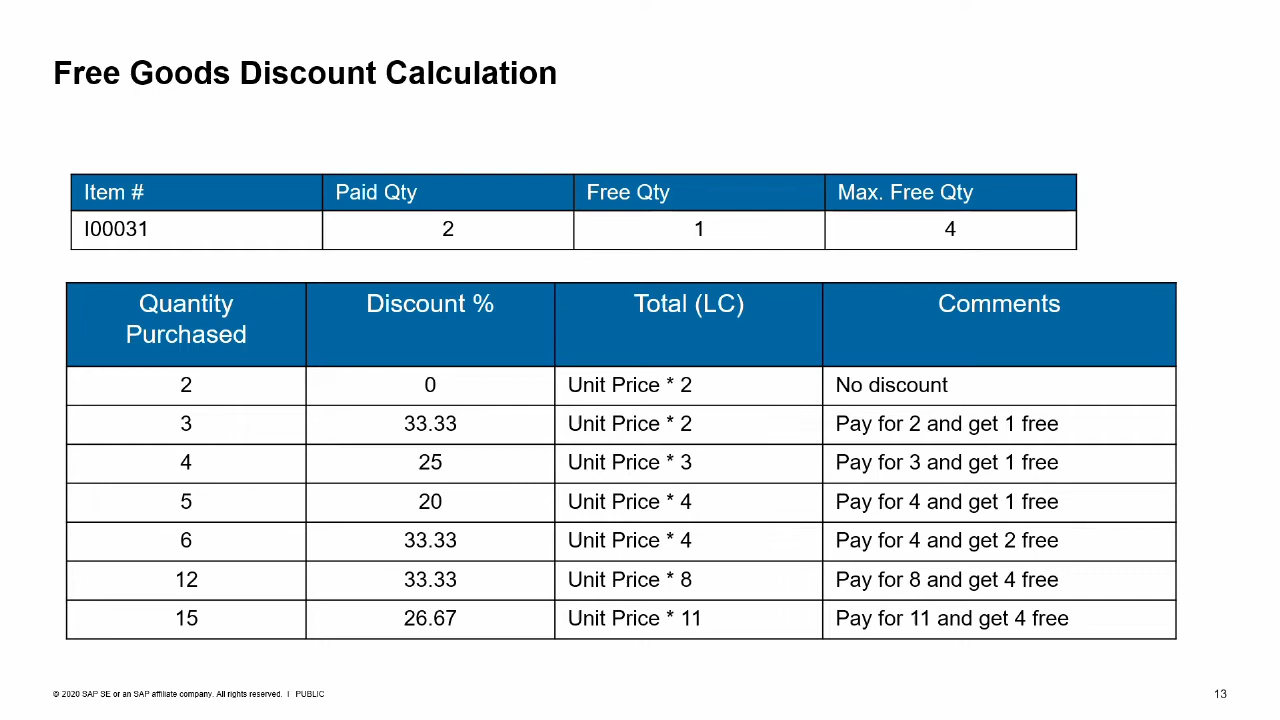 Free Goods Discount Calculation
Item # Paid Qty Free Qty Max. Free Qty
I00031 2 1 4
Quantity Purchased Discount % Total (LC) Comments
2 0 Unit Price * 2 No discount
3 33.33 Unit Price * 2 Pay for 2 and get 1 free
4 25 Unit Price * 3 Pay for 3 and get 1 free
5 20 Unit Price * 4 Pay for 4 and get 1 free
6 33.33 Unit Price * 4 Pay for 4 and get 2 free
12 33.33 Unit Price * 8 Pay for 8 and get 4 free
15 26.67 Unit Price * 11 Pay for 11 and get 4 free
© 2020 SAP SE or an SAP affiliate company. All rights reserved. I PUBLIC 13